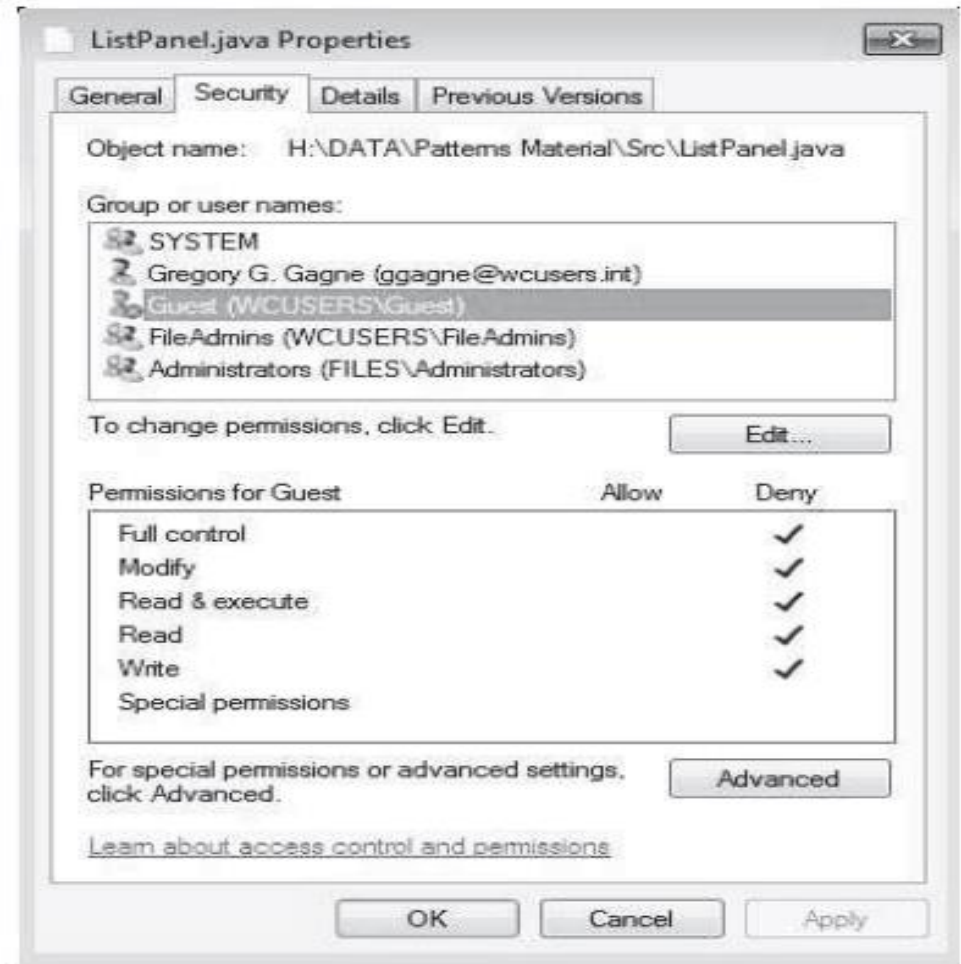 ListPanel.java Properties
General Security Details Previous Versions
Object name: H:\DATA\Patterns Material\Src\ListPanel.java
Group or user names:
SYSTEM
Gregory G. Gagne (ggagne@wcusers.int)
Guest (WCUSERS\Guest)
FileAdmins (WCUSERS\FileAdmins)
Administrators (FILES\Administrators)
To change permissions, click Edit.
Edit...
Permissions for Guest Allow Deny
Full control
Modify
Read & execute
Read
Write
Special permissions
For special permissions or advanced settings,
click Advanced.
Advanced
Learn about access control and permissions
OK Cancel Apply